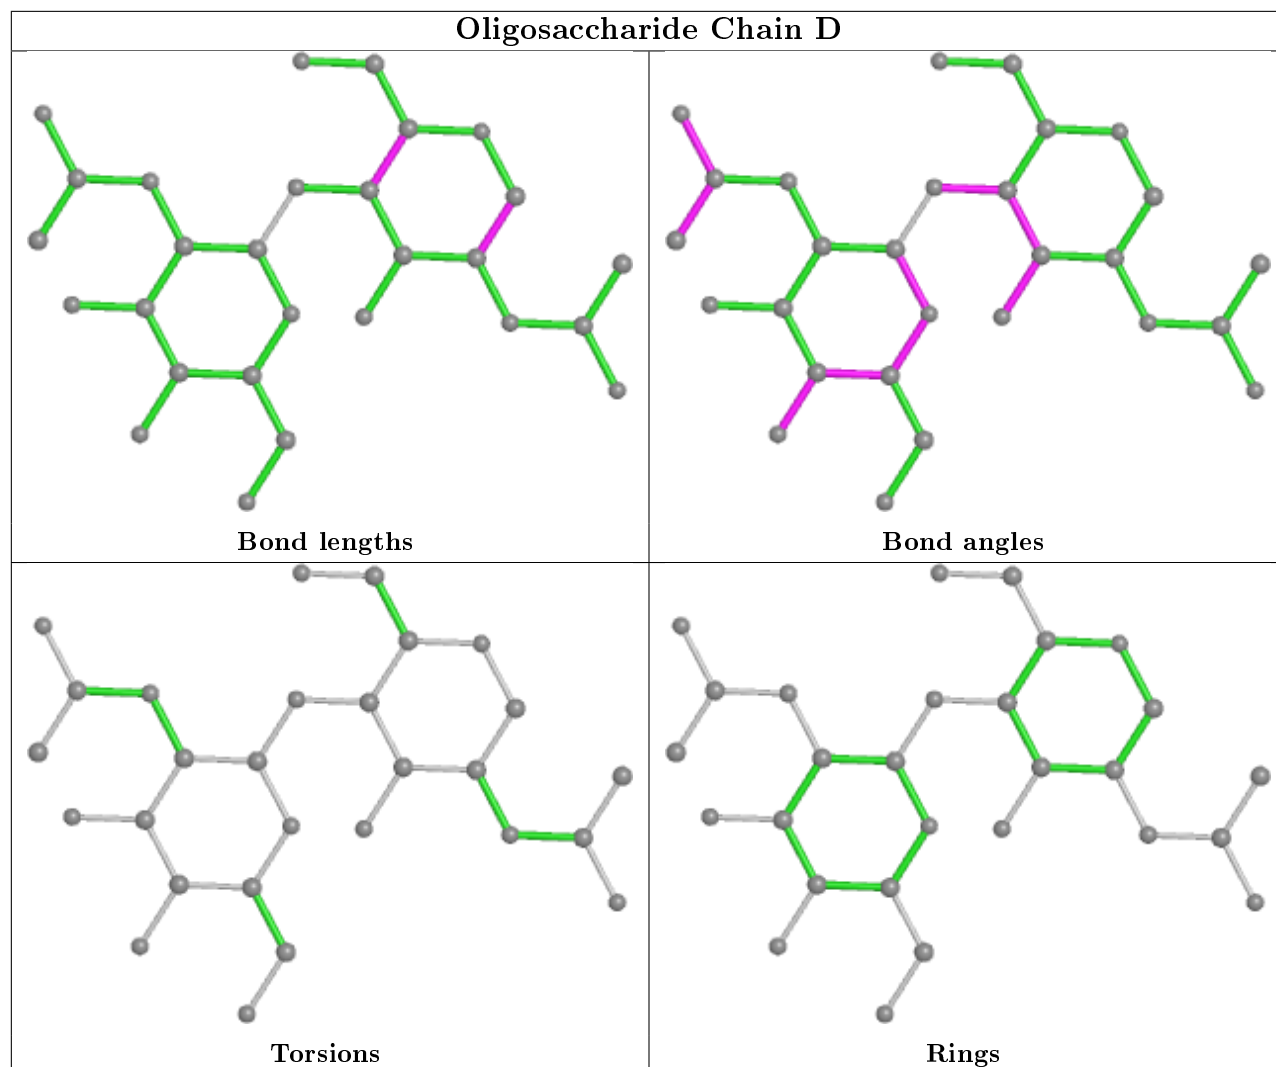 Oligosaccharide Chain D
Bond lengths
Bond angles
Torsions
Rings